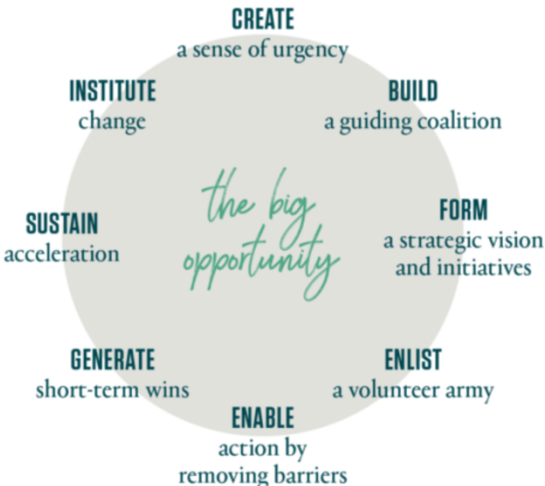 CREATE
a sense of urgency
BUILD
a guiding coalition
FORM
a strategic vision
and initiatives
ENLIST
a volunteer army
ENABLE
action by
removing barriers
GENERATE
short-term wins
SUSTAIN
acceleration
INSTITUTE
change
the big
opportunity